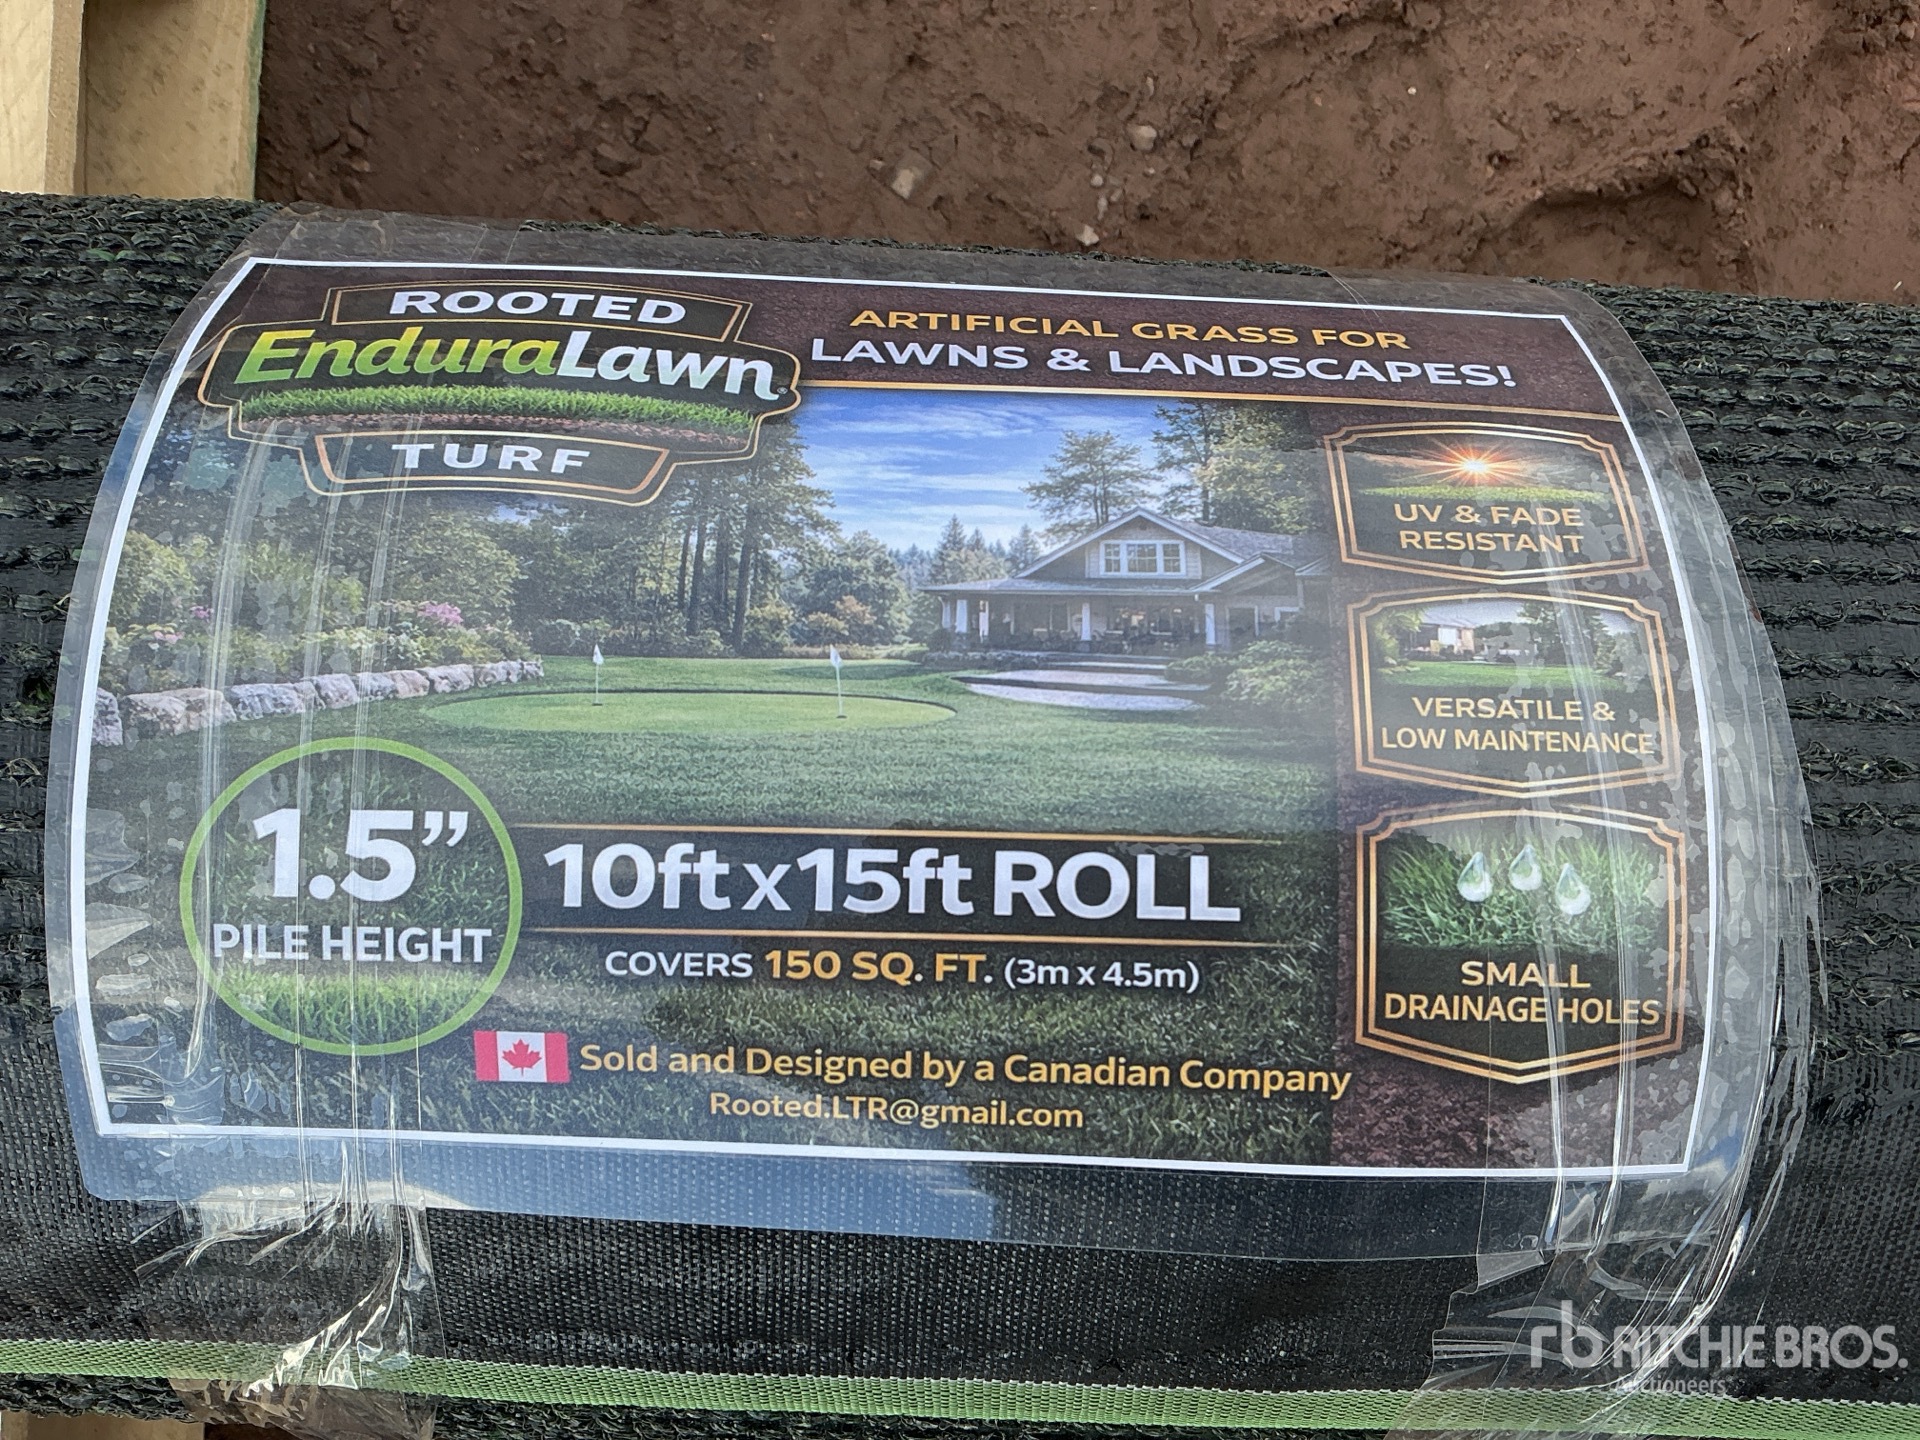 ROOTED
EnduraLawn®
TURF
ARTIFICIAL GRASS FOR
LAWNS & LANDSCAPES!
UV & FADE
RESISTANT
VERSATILE &
LOW MAINTENANCE
SMALL
DRAINAGE HOLES
1.5”
PILE HEIGHT
10ft x 15ft ROLL
COVERS 150 SQ. FT. (3m x 4.5m)
Sold and Designed by a Canadian Company
Rooted.LTR@gmail.com
rb RITCHIE BROS.
Auctioneers